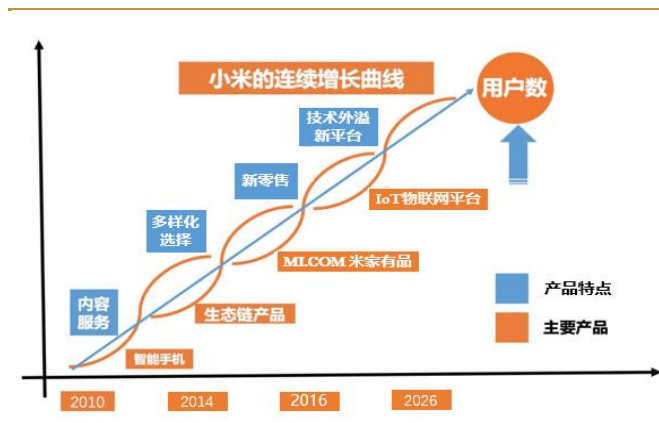 小米的连续增长曲线
用户数
技术外溢
新平台
新零售
IoT物联网平台
多样化
选择
MLCOM 米家有品
内容
服务
生态链产品
产品特点
智能手机
主要产品
2010
2014
2016
2026